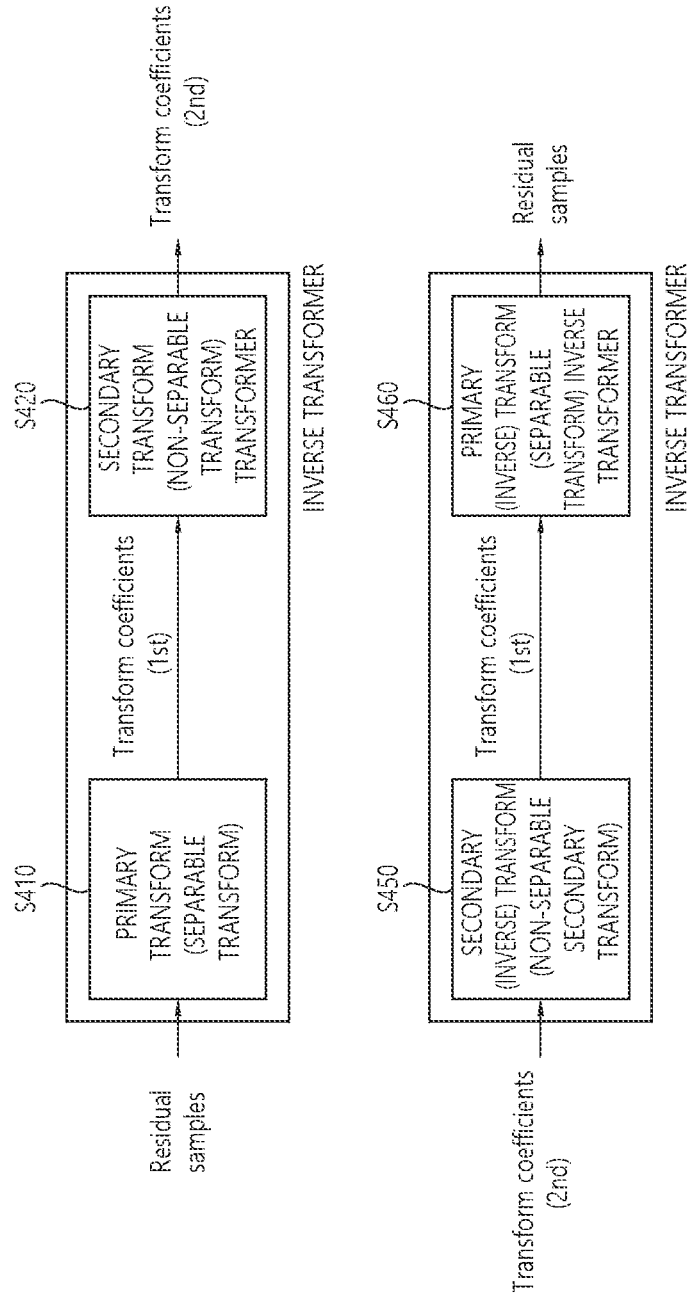 S410
S420
Residual
samples
PRIMARY
TRANSFORM
(SEPARABLE
TRANSFORM)
Transform coefficients
(1st)
SECONDARY
TRANSFORM
(NON-SEPARABLE
TRANSFORM)
TRANSFORMER
Transform coefficients
(2nd)
INVERSE TRANSFORMER
S450
S460
Transform coefficients
(2nd)
SECONDARY
(INVERSE) TRANSFORM
(NON-SEPARABLE
SECONDARY
TRANSFORM)
Transform coefficients
(1st)
PRIMARY
(INVERSE) TRANSFORM
(SEPARABLE
TRANSFORM) INVERSE
TRANSFORMER
Residual
samples
INVERSE TRANSFORMER